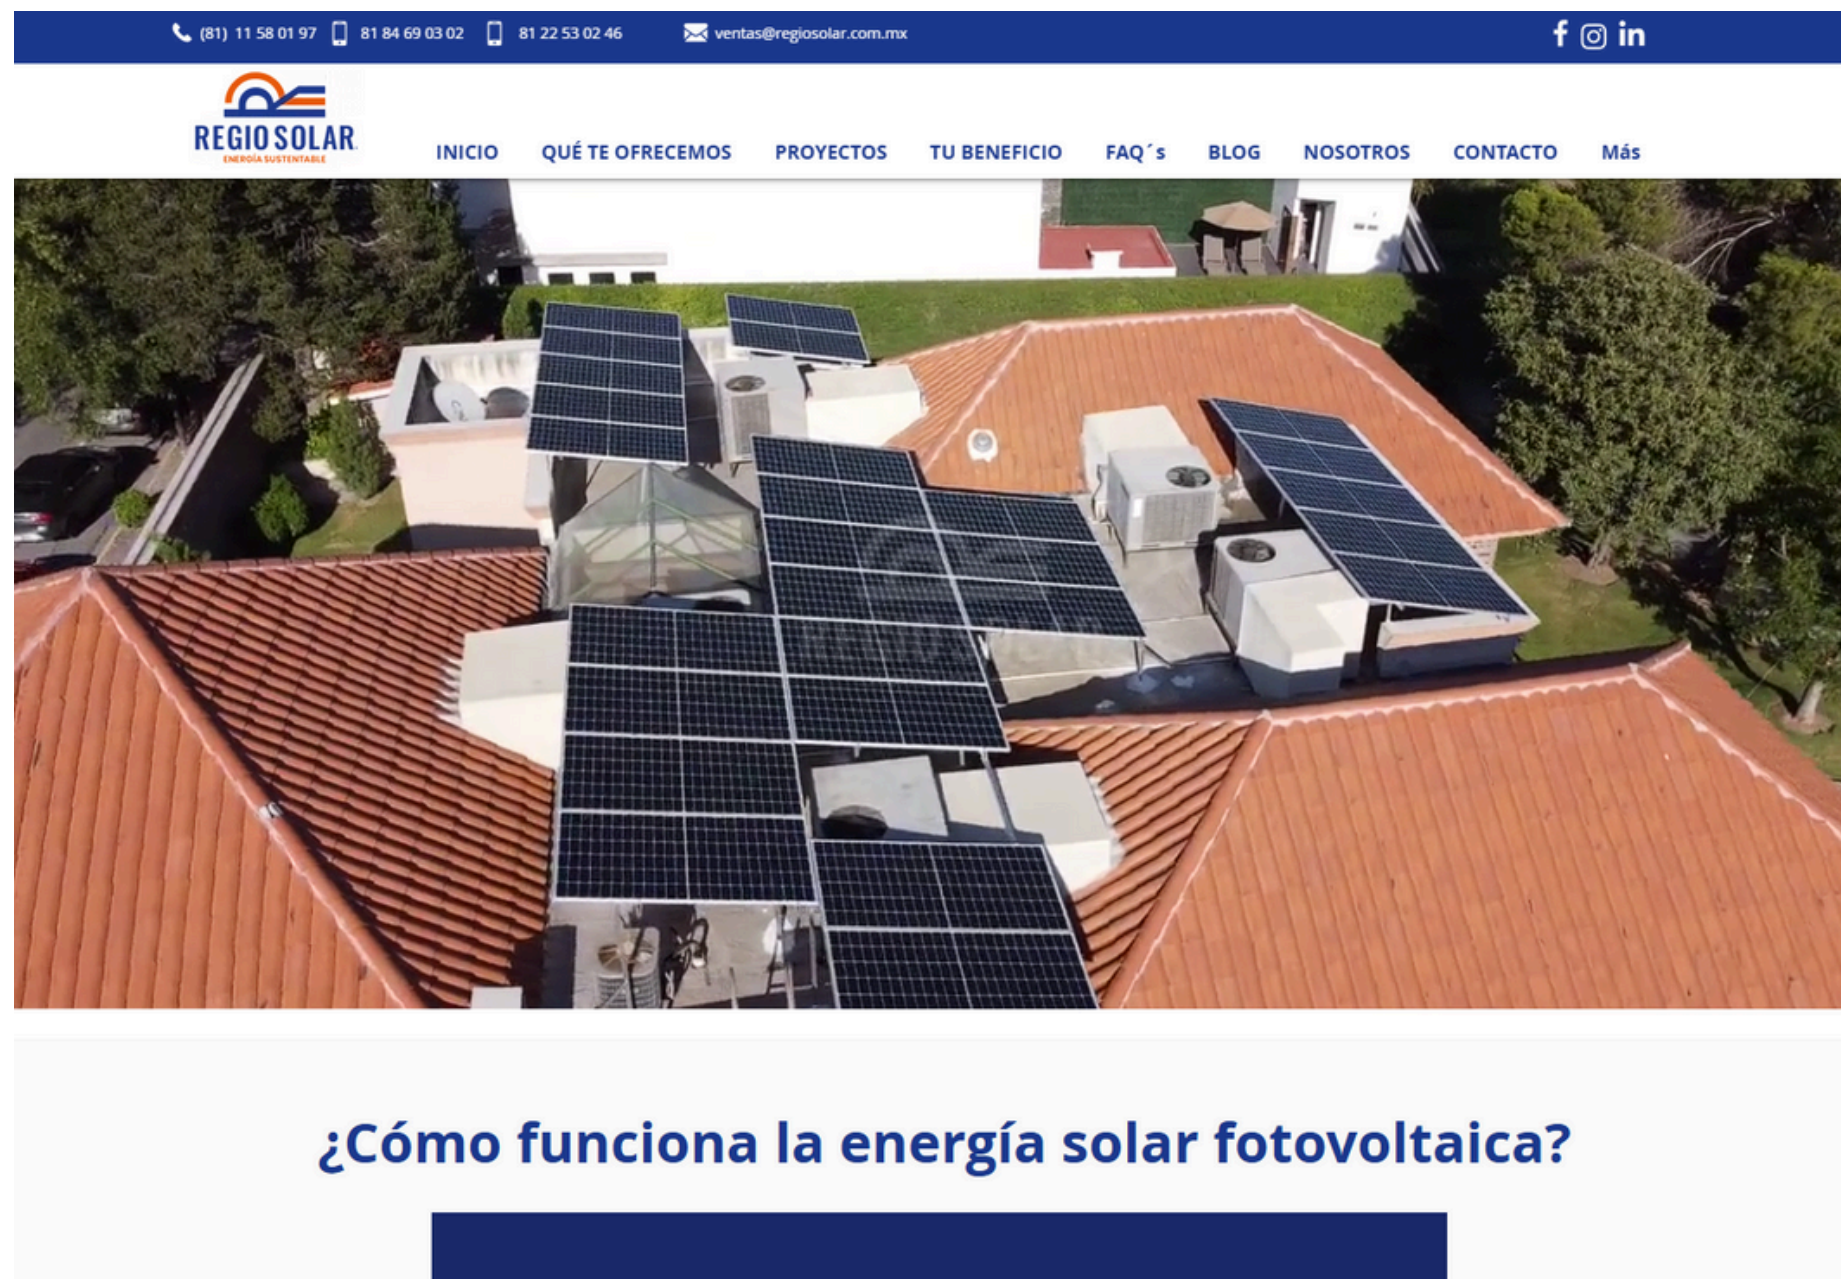 (81) 11 58 01 97 81 84 69 03 02 81 22 53 02 46 ventas@regiosolar.com.mx
REGIO SOLAR
ENERGÍA SUSTENTABLE
INICIO QUÉ TE OFRECEMOS PROYECTOS TU BENEFICIO FAQ´s BLOG NOSOTROS CONTACTO Más
REGIO SOLAR
¿Cómo funciona la energía solar fotovoltaica?